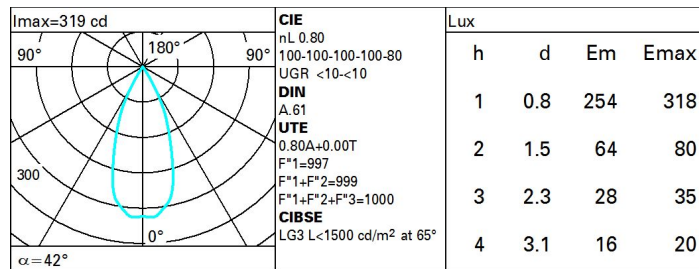 Imax=319 cd
90°
180°
90°
300
0°
α=42°
CIE
nL 0.80
100-100-100-100-80
UGR <10-<10
DIN
A.61
UTE
0.80A+0.00T
F"1=997
F"1+F"2=999
F"1+F"2+F"3=1000
CIBSE
LG3 L<1500 cd/m² at 65°
Lux
h d Em Emax
1 0.8 254 318
2 1.5 64 80
3 2.3 28 35
4 3.1 16 20